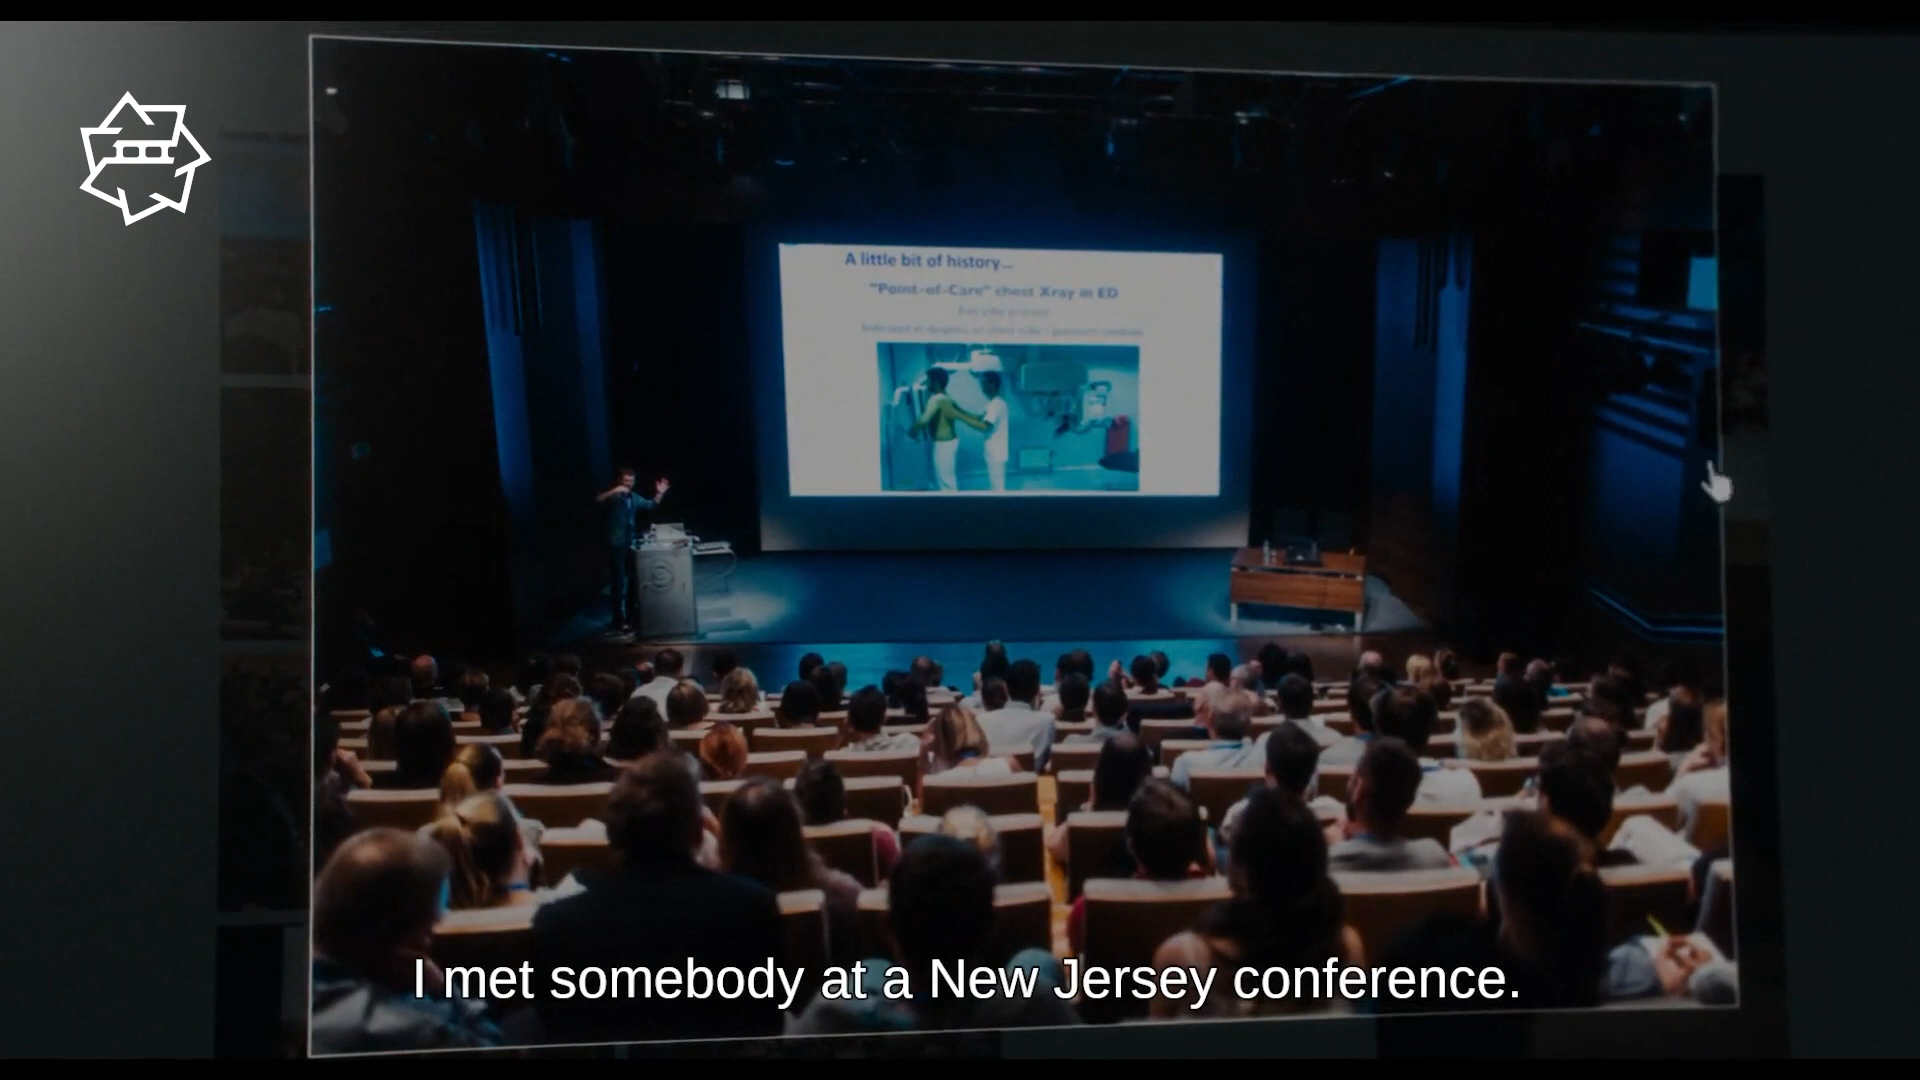 A little bit of history...
"Point-of-Care" chest Xray in ED
I met somebody at a New Jersey conference.